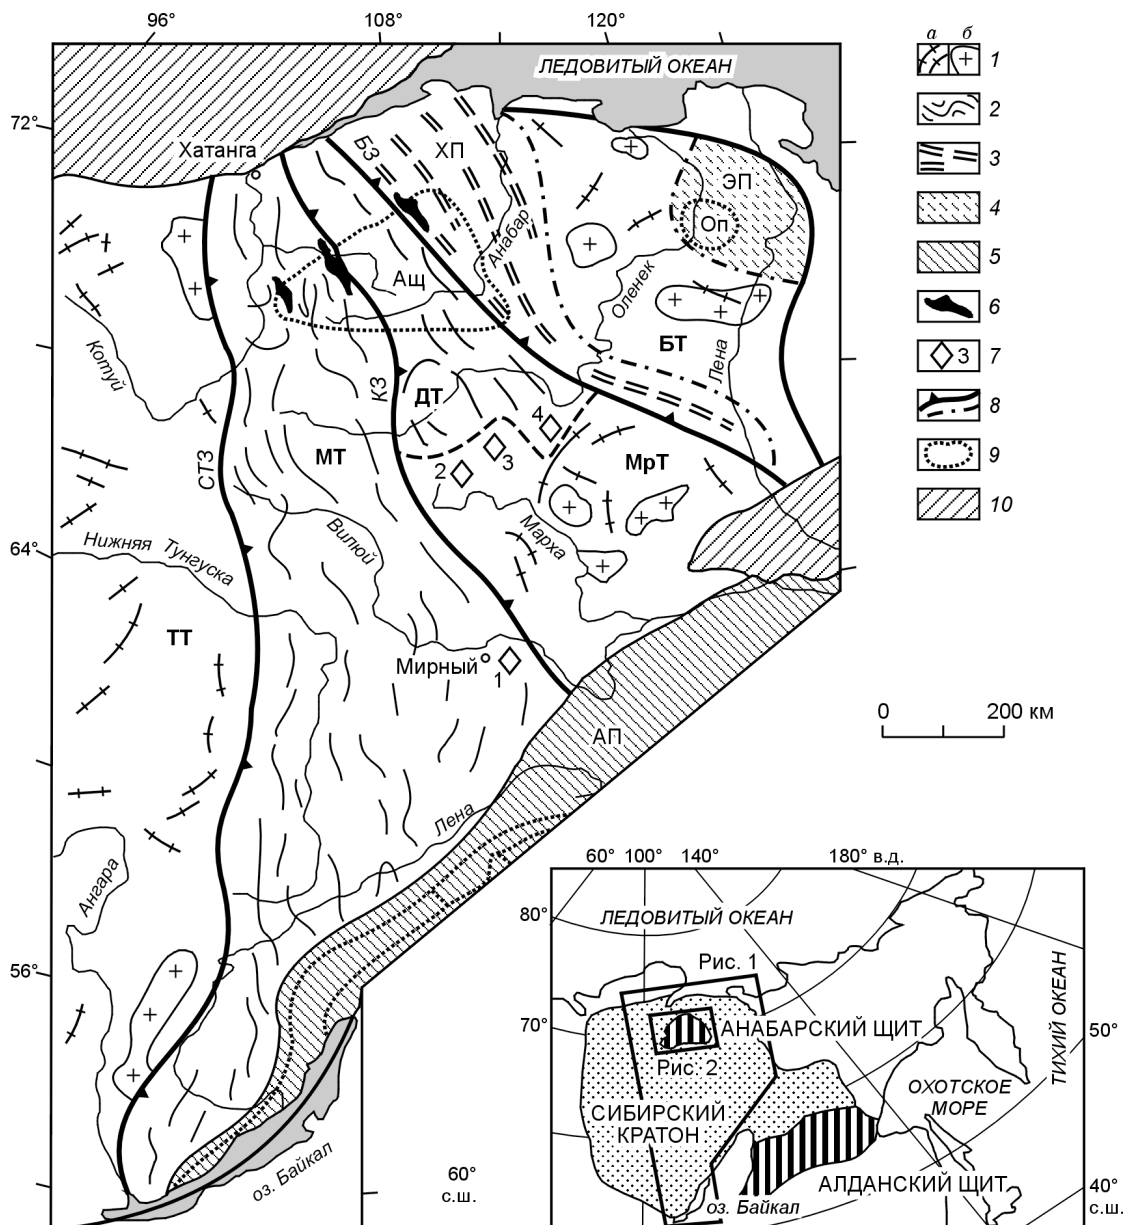 96°
108°
120°
ЛЕДОВИТЫЙ ОКЕАН
72°
Хатанга
БЗ
ХП
ЭП
Оп
Анабар
Ащ
Оленек
БТ
Лена
Котуй
КЗ
ДТ
4
3
2
МрТ
СТЗ
МТ
Вилюй
Марха
64°
Нижняя Тунгуска
ТТ
Мирный
1
АП
Лена
Ангара
56°
оз. Байкал
60°
с.ш.
а б
1
2
3
4
5
6
3 7
8
9
10
0 200 км
60° 100° 140° 180° в.д.
80°
ЛЕДОВИТЫЙ ОКЕАН
Рис. 1
70°
АНАБАРСКИЙ ЩИТ
Рис. 2
ТИХИЙ ОКЕАН
50°
ОХОТСКОЕ
МОРЕ
СИБИРСКИЙ
КРАТОН
АЛДАНСКИЙ ЩИТ
оз. Байкал
40°
с.ш.